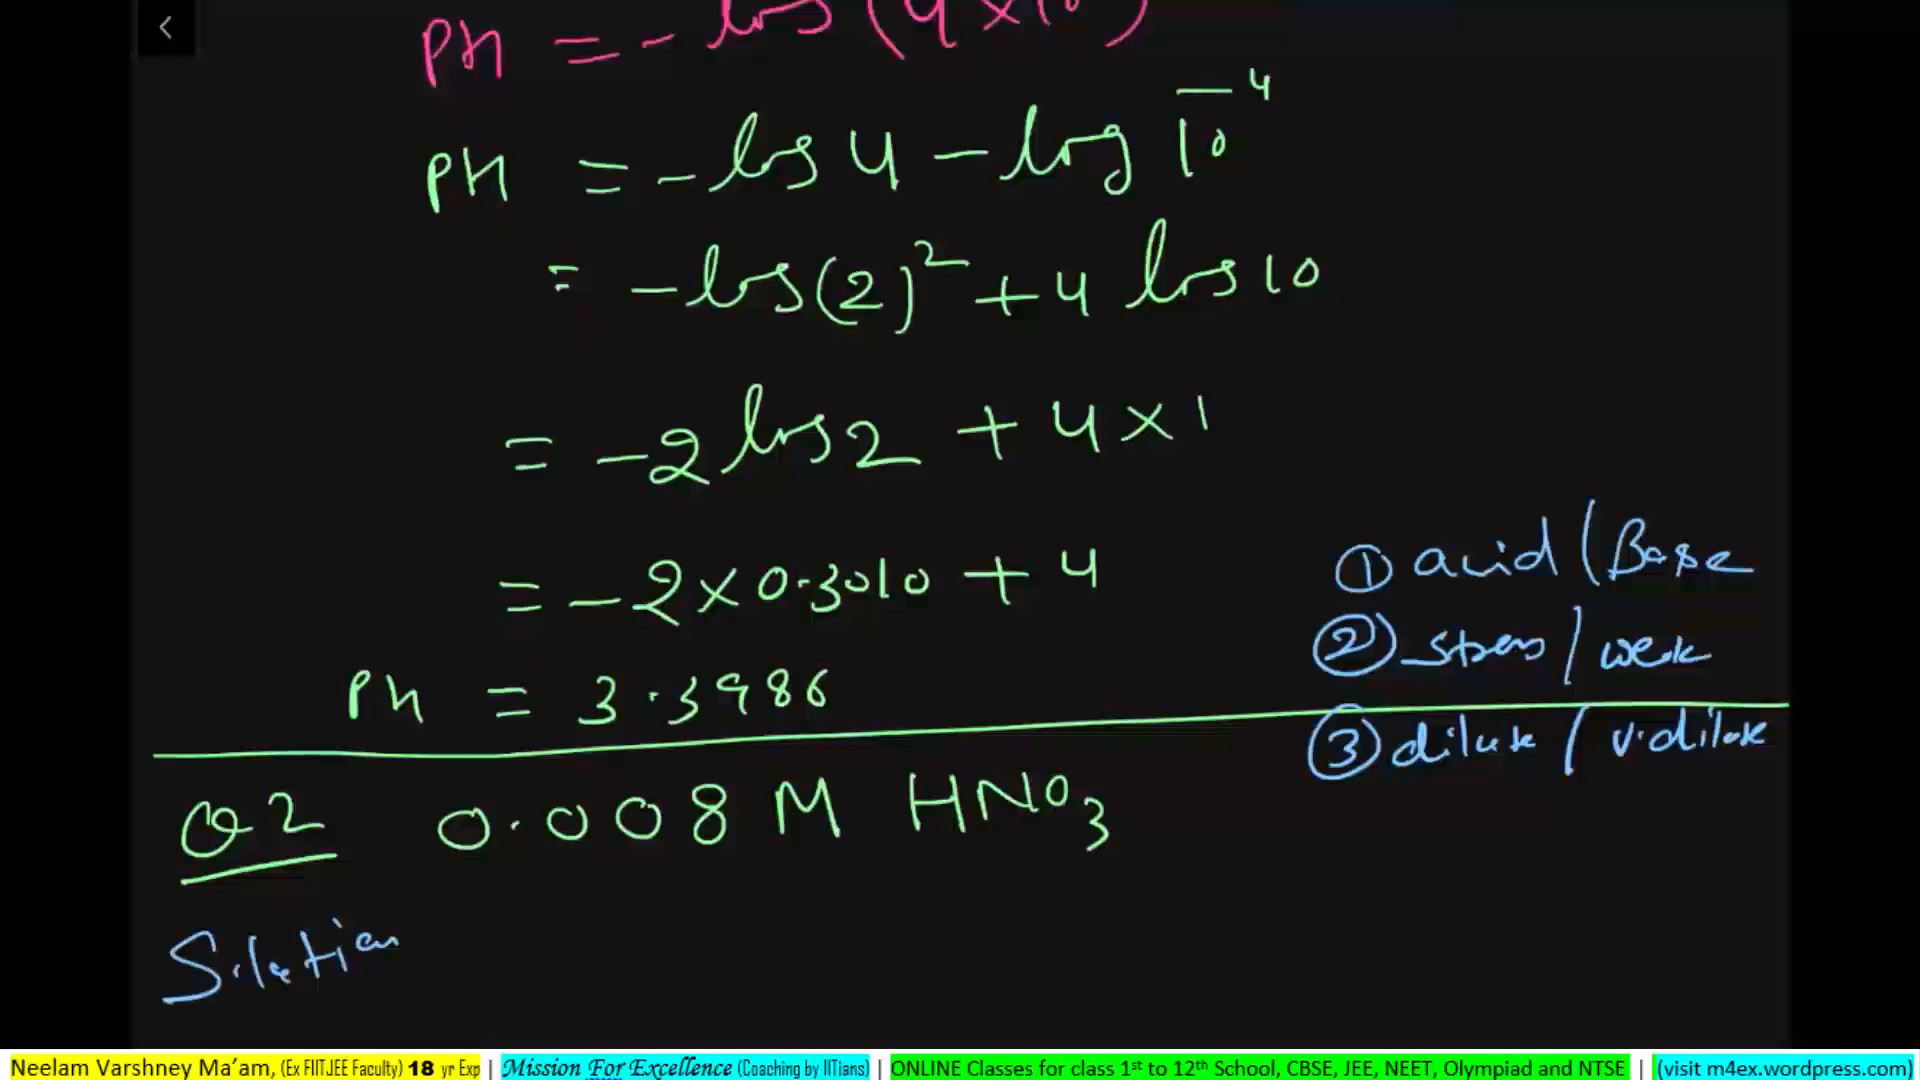 PH = - log (4 × 10
PH = - log 4 - log 10⁻⁴
= - log (2)² + 4 log 10
= - 2 log 2 + 4 × 1
= - 2 × 0.3010 + 4
PH = 3.3986
① acid / Base
② / weak
③ dilute / v.dilute
Q2 0.008 M HNO₃
Solution
Neelam Varshney Ma'am, (Ex FIITJEE Faculty) 18 yr Exp | Mission For Excellence (Coaching by IITians) | ONLINE Classes for class 1ˢᵗ to 12ᵗʰ School, CBSE, JEE, NEET, Olympiad and NTSE | (visit m4ex.wordpress.com)